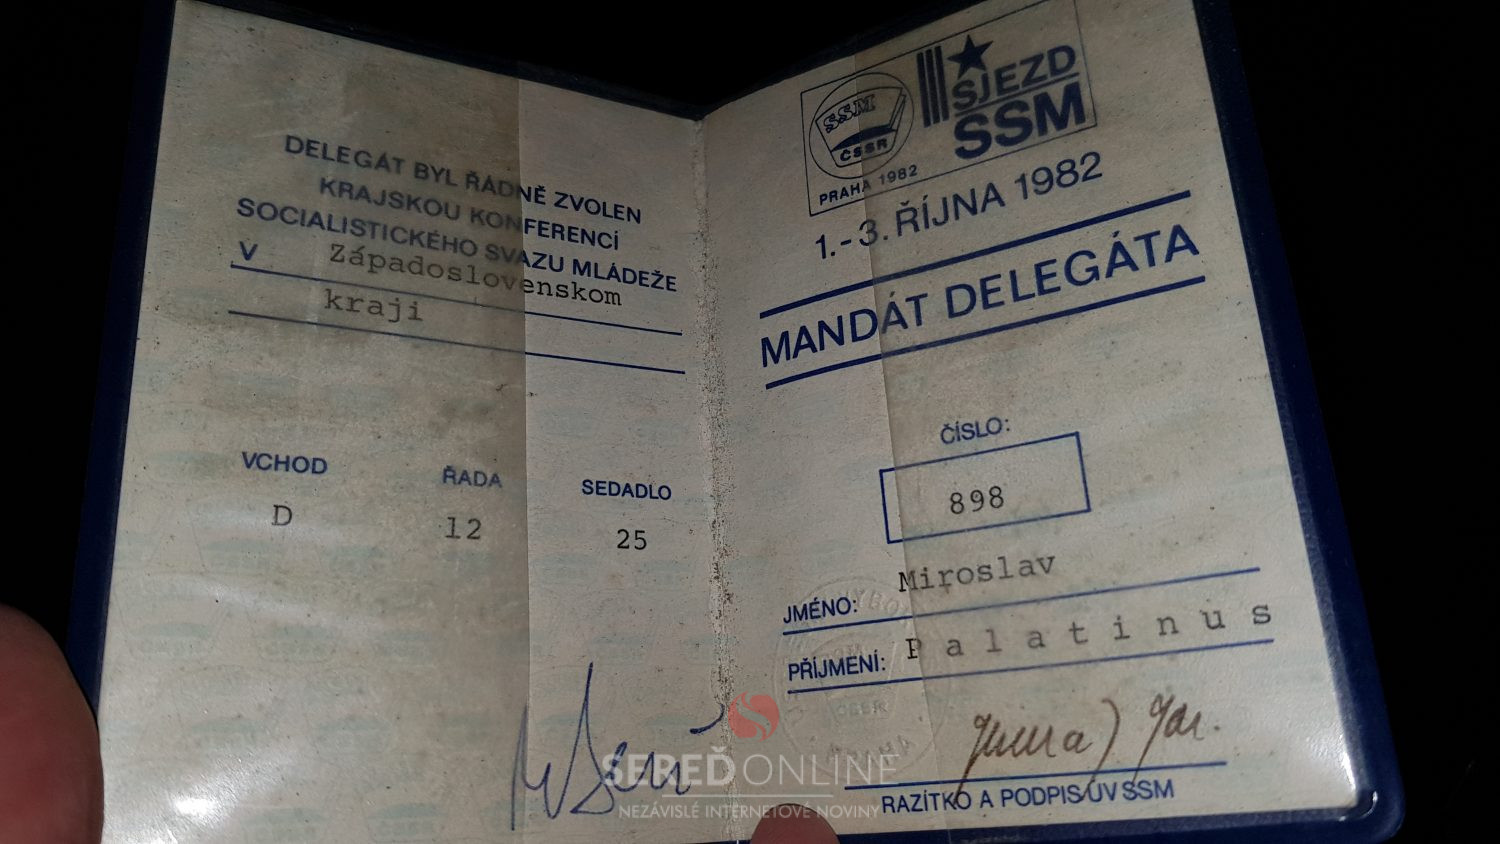 DELEGÁT BYL ŘÁDNĚ ZVOLEN
KRAJSKOU KONFERENCÍ
SOCIALISTICKÉHO SVAZU MLÁDEŽE
V Západoslovenskom
kraji
VCHOD ŘADA SEDADLO
D 12 25
SSM
ČSSR
PRAHA 1982
III★ SJEZD
SSM
1.-3. ŘÍJNA 1982
MANDÁT DELEGÁTA
ČÍSLO:
898
JMÉNO: Miroslav
PŘÍJMENÍ: Palatinus
RAZÍTKO A PODPIS ÚV SSM
SEREĎONLINE
NEZÁVISLÉ INTERNETOVÉ NOVINY